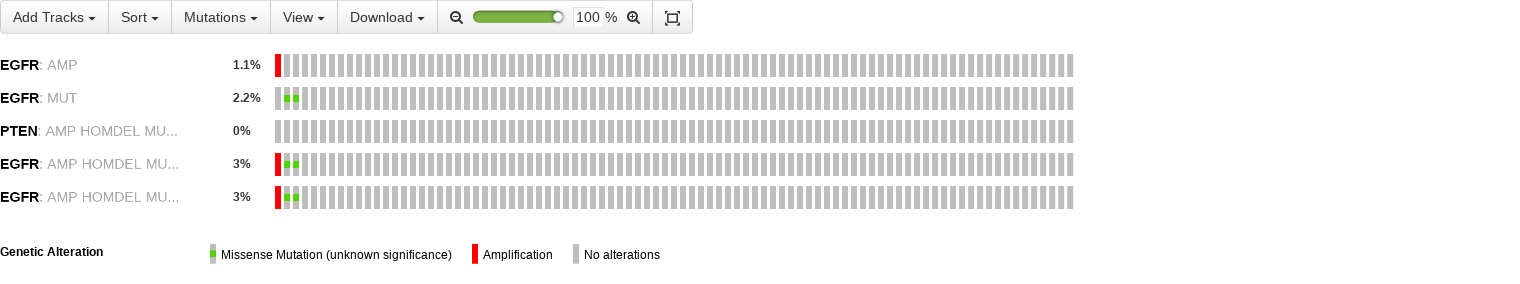 Add Tracks Sort Mutations View Download 100 %
EGFR: AMP 1.1%
EGFR: MUT 2.2%
PTEN: AMP HOMDEL MU... 0%
EGFR: AMP HOMDEL MU... 3%
EGFR: AMP HOMDEL MU... 3%
Genetic Alteration Missense Mutation (unknown significance) Amplification No alterations